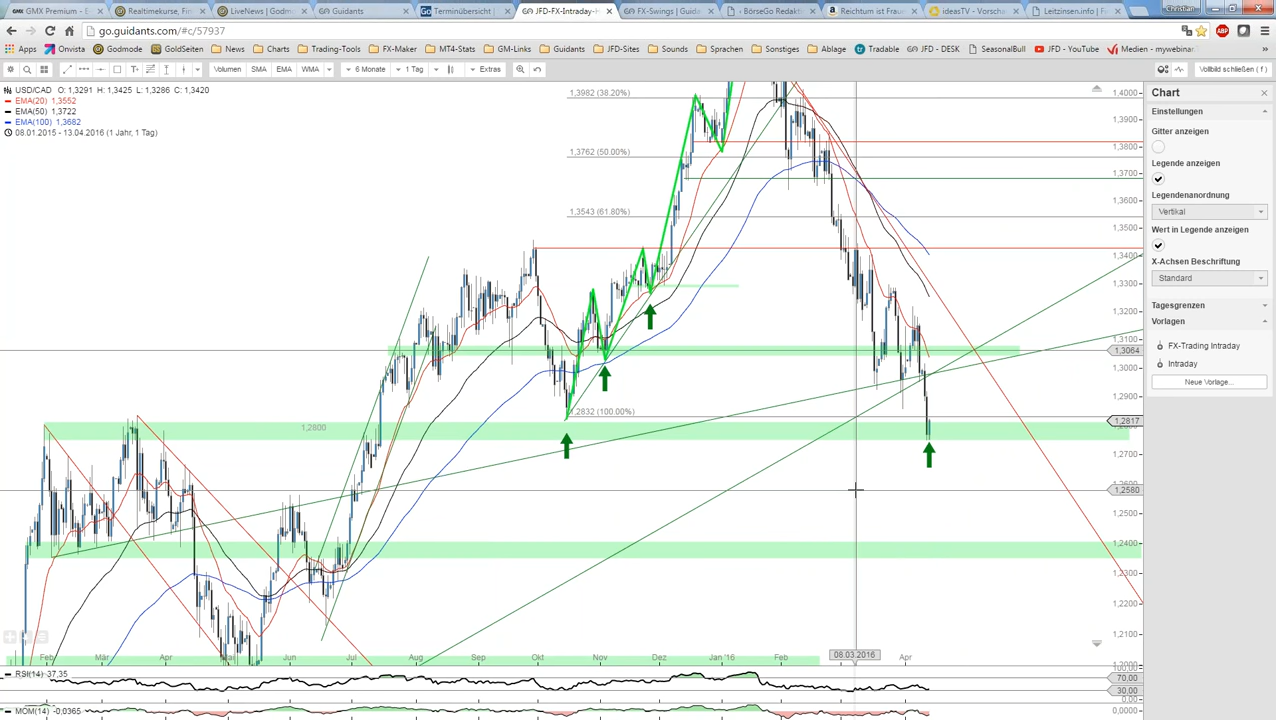 GMX Premium - E
Realtimekurse, Fin
LiveNews | Godmo
Guidants
Terminübersicht |
JFD-FX-Intraday-H
FX-Swings | Guida
BörseGo Redakt
Reichtum ist Fraue
ideasTV - Vorscha
Leitzinsen.info | F
Christian
go.guidants.com/#c/57937
Apps
Onvista
Godmode
GoldSeiten
News
Charts
Trading-Tools
FX-Maker
MT4-Stats
GM-Links
Guidants
JFD-Sites
Sounds
Sprachen
Sonstiges
Ablage
Tradable
JFD - DESK
SeasonalBull
JFD - YouTube
Medien - mywebina
Volumen
SMA
EMA
WMA
6 Monate
1 Tag
Extras
Vollbild schließen ( f )
USD/CAD O: 1,3291 H: 1,3425 L: 1,3286 C: 1,3420
EMA(20) 1,3552
EMA(50) 1,3722
EMA(100) 1,3682
08.01.2015 - 13.04.2016 (1 Jahr, 1 Tag)
1,3982 (38.20%)
1,3762 (50.00%)
1,3543 (61.80%)
1,2832 (100.00%)
1,2800
1,4000
1,3900
1,3800
1,3700
1,3600
1,3500
1,3400
1,3300
1,3200
1,3100
1,3064
1,3000
1,2900
1,2817
1,2700
1,2580
1,2500
1,2400
1,2300
1,2200
1,2100
1,2000
Feb
Mär
Apr
Mai
Jun
Jul
Aug
Sep
Okt
Nov
Dez
Jan '16
Feb
08.03.2016
Apr
RSI(14) 37,35
70,00
30,00
MOM(14) -0,0365
0,0000
Chart
Einstellungen
Gitter anzeigen
Legende anzeigen
Legendenanordnung
Vertikal
Wert in Legende anzeigen
X-Achsen Beschriftung
Standard
Tagesgrenzen
Vorlagen
FX-Trading Intraday
Intraday
Neue Vorlage...